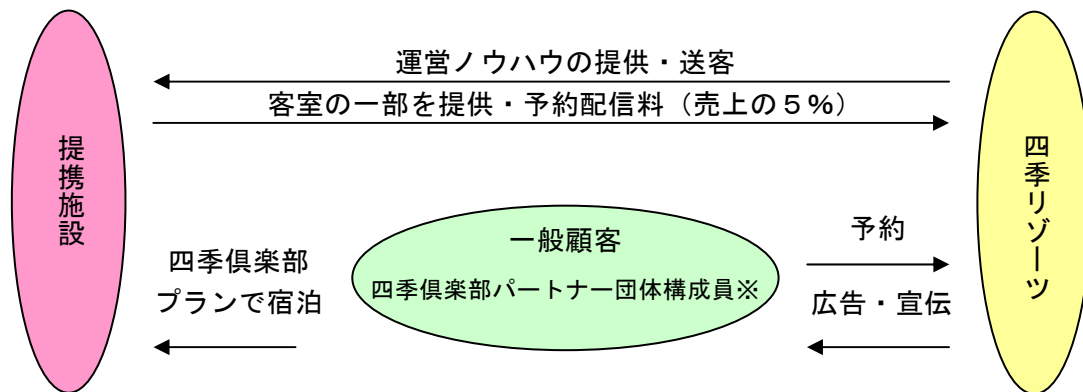 運営ノウハウの提供・送客
客室の一部を提供・予約配信料（売上の５％）
提携施設
四季リゾーツ
一般顧客
四季倶楽部パートナー団体構成員※
予約
広告・宣伝
四季倶楽部
プランで宿泊